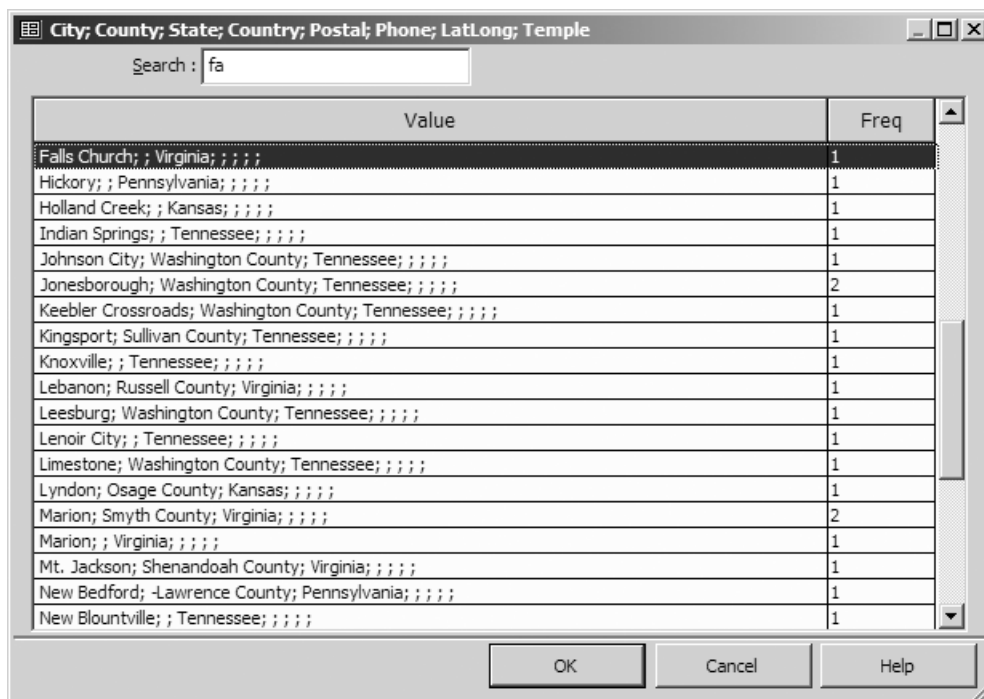 City; County; State; Country; Postal; Phone; LatLong; Temple
Search : fa
Value Freq
Falls Church; ; Virginia; ; ; ; ; 1
Hickory; ; Pennsylvania; ; ; ; ; 1
Holland Creek; ; Kansas; ; ; ; ; 1
Indian Springs; ; Tennessee; ; ; ; ; 1
Johnson City; Washington County; Tennessee; ; ; ; ; 1
Jonesborough; Washington County; Tennessee; ; ; ; ; 2
Keebler Crossroads; Washington County; Tennessee; ; ; ; ; 1
Kingsport; Sullivan County; Tennessee; ; ; ; ; 1
Knoxville; ; Tennessee; ; ; ; ; 1
Lebanon; Russell County; Virginia; ; ; ; ; 1
Leesburg; Washington County; Tennessee; ; ; ; ; 1
Lenoir City; ; Tennessee; ; ; ; ; 1
Limestone; Washington County; Tennessee; ; ; ; ; 1
Lyndon; Osage County; Kansas; ; ; ; ; 1
Marion; Smyth County; Virginia; ; ; ; ; 2
Marion; ; Virginia; ; ; ; ; 1
Mt. Jackson; Shenandoah County; Virginia; ; ; ; ; 1
New Bedford; -Lawrence County; Pennsylvania; ; ; ; ; 1
New Blountville; ; Tennessee; ; ; ; ; 1
OK Cancel Help